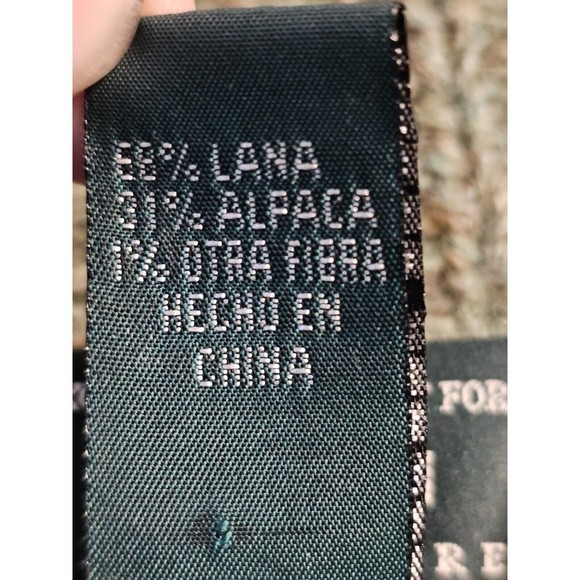 68% LANA
31% ALPACA
1% OTRA FIBRA
HECHO EN
CHINA
FOR